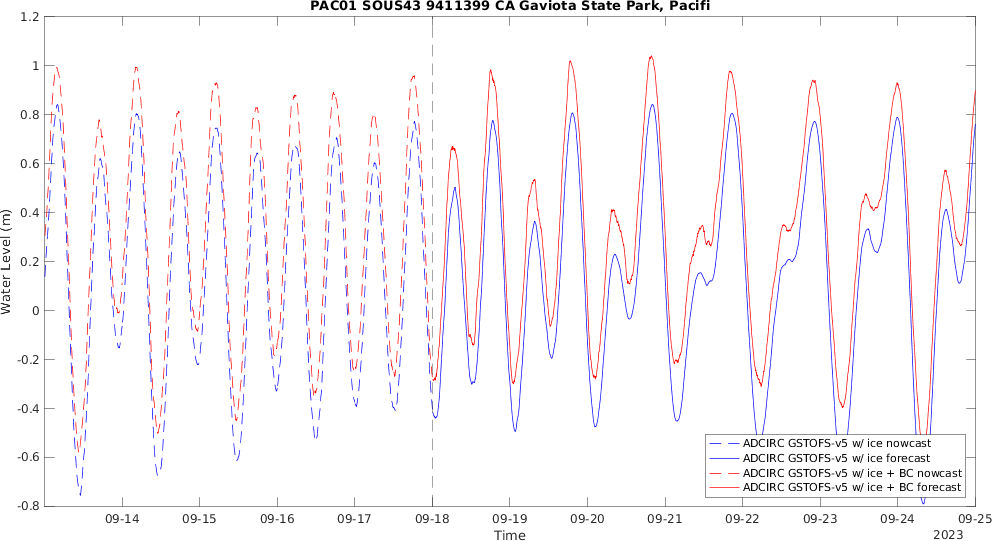 PAC01 SOUS43 9411399 CA Gaviota State Park, Pacifi
1.2
1
0.8
0.6
0.4
0.2
0
-0.2
-0.4
-0.6
-0.8
Water Level (m)
ADCIRC GSTOFS-v5 w/ ice nowcast
ADCIRC GSTOFS-v5 w/ ice forecast
ADCIRC GSTOFS-v5 w/ ice + BC nowcast
ADCIRC GSTOFS-v5 w/ ice + BC forecast
09-14 09-15 09-16 09-17 09-18 09-19 09-20 09-21 09-22 09-23 09-24 09-25
Time
2023